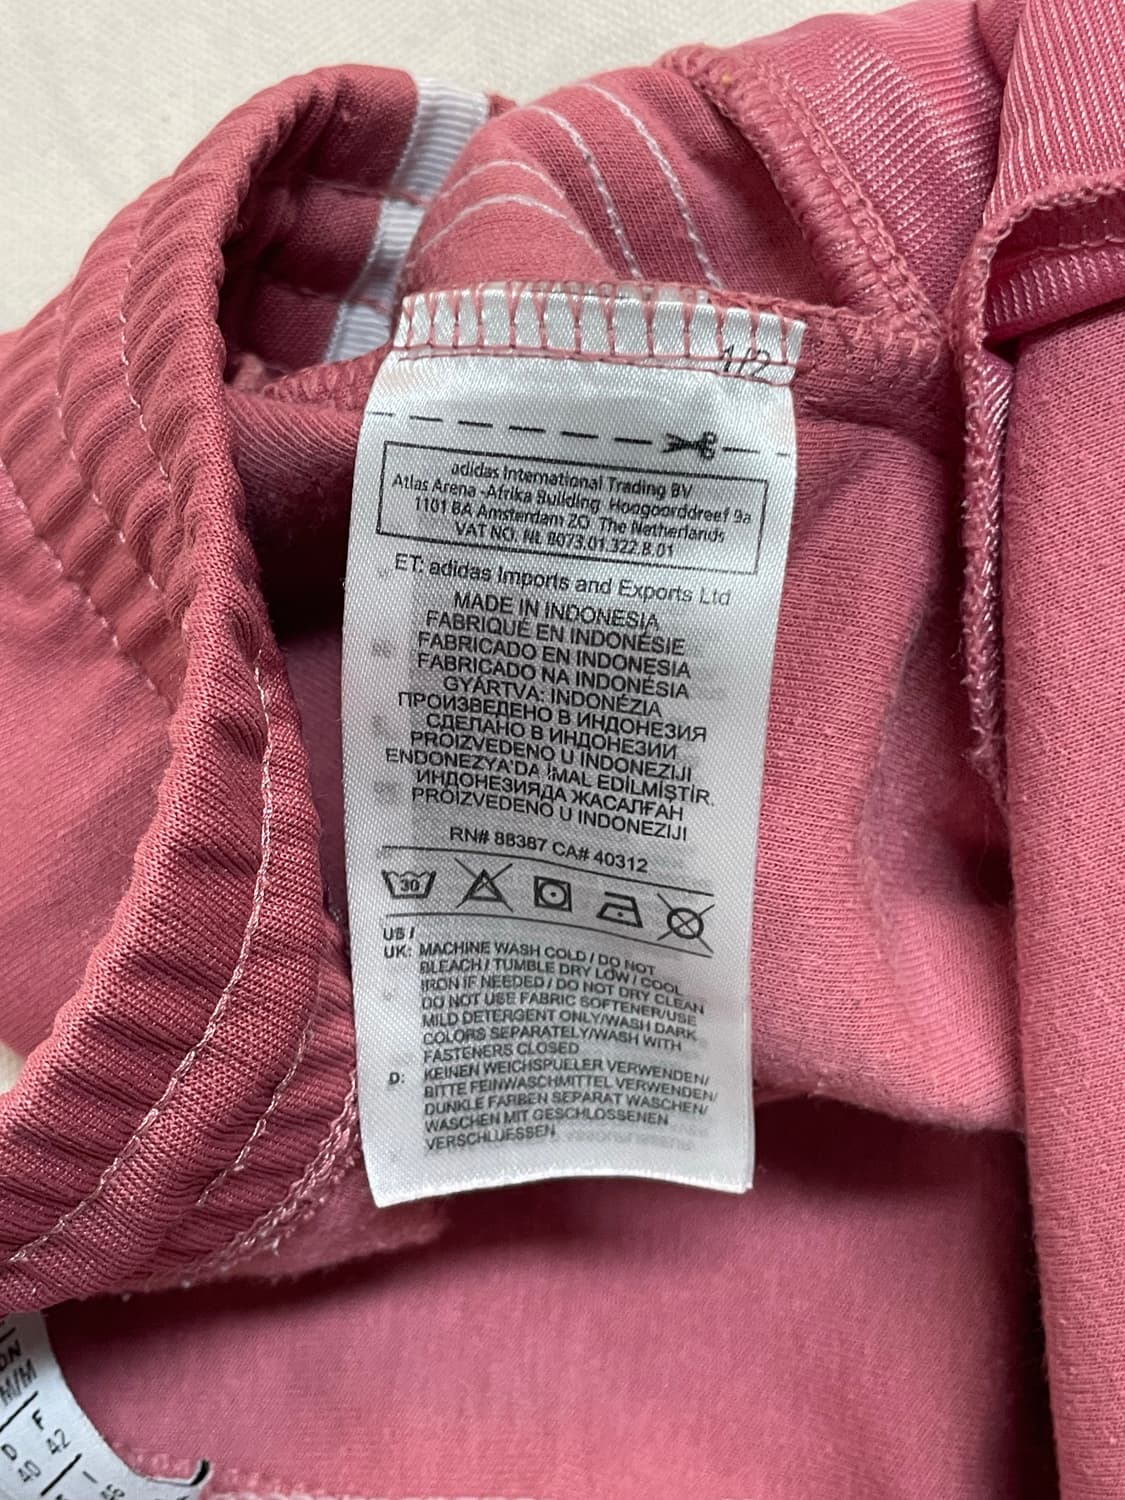 1/2
adidas International Trading BV
Atlas Arena -Afrika Building Hoogoorddreef 9a
1101 BA Amsterdam ZO The Netherlands
VAT NO. NL 8073.01.322.B.01
ET: adidas Imports and Exports Ltd
MADE IN INDONESIA
FABRIQUÉ EN INDONÉSIE
FABRICADO EN INDONESIA
FABRICADO NA INDONÉSIA
GYÁRTVA: INDONÉZIA
ПРОИЗВЕДЕНО В ИНДОНЕЗИЯ
СДЕЛАНО В ИНДОНЕЗИИ
PROIZVEDENO U INDONEZIJI
ENDONEZYA'DA İMAL EDİLMİŞTİR.
ИНДОНЕЗИЯДА ЖАСАЛҒАН
PROIZVEDENO U INDONEZIJI
RN# 88387 CA# 40312
30
US /
UK: MACHINE WASH COLD / DO NOT
BLEACH / TUMBLE DRY LOW / COOL
IRON IF NEEDED / DO NOT DRY CLEAN
DO NOT USE FABRIC SOFTENER/USE
MILD DETERGENT ONLY/WASH DARK
COLORS SEPARATELY/WASH WITH
FASTENERS CLOSED
D: KEINEN WEICHSPUELER VERWENDEN/
BITTE FEINWASCHMITTEL VERWENDEN/
DUNKLE FARBEN SEPARAT WASCHEN/
WASCHEN MIT GESCHLOSSENEN
VERSCHLUESSEN
M/M
D F I
40 42